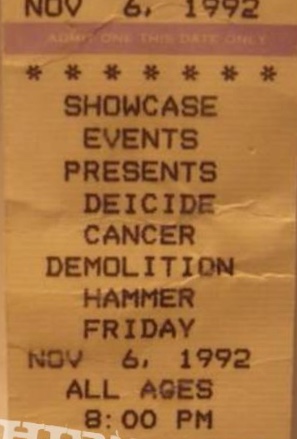 NOV 6, 1992
ADMIT ONE THIS DATE ONLY
* * * * * * *
SHOWCASE
EVENTS
PRESENTS
DEICIDE
CANCER
DEMOLITION
HAMMER
FRIDAY
NOV 6, 1992
ALL AGES
8:00 PM